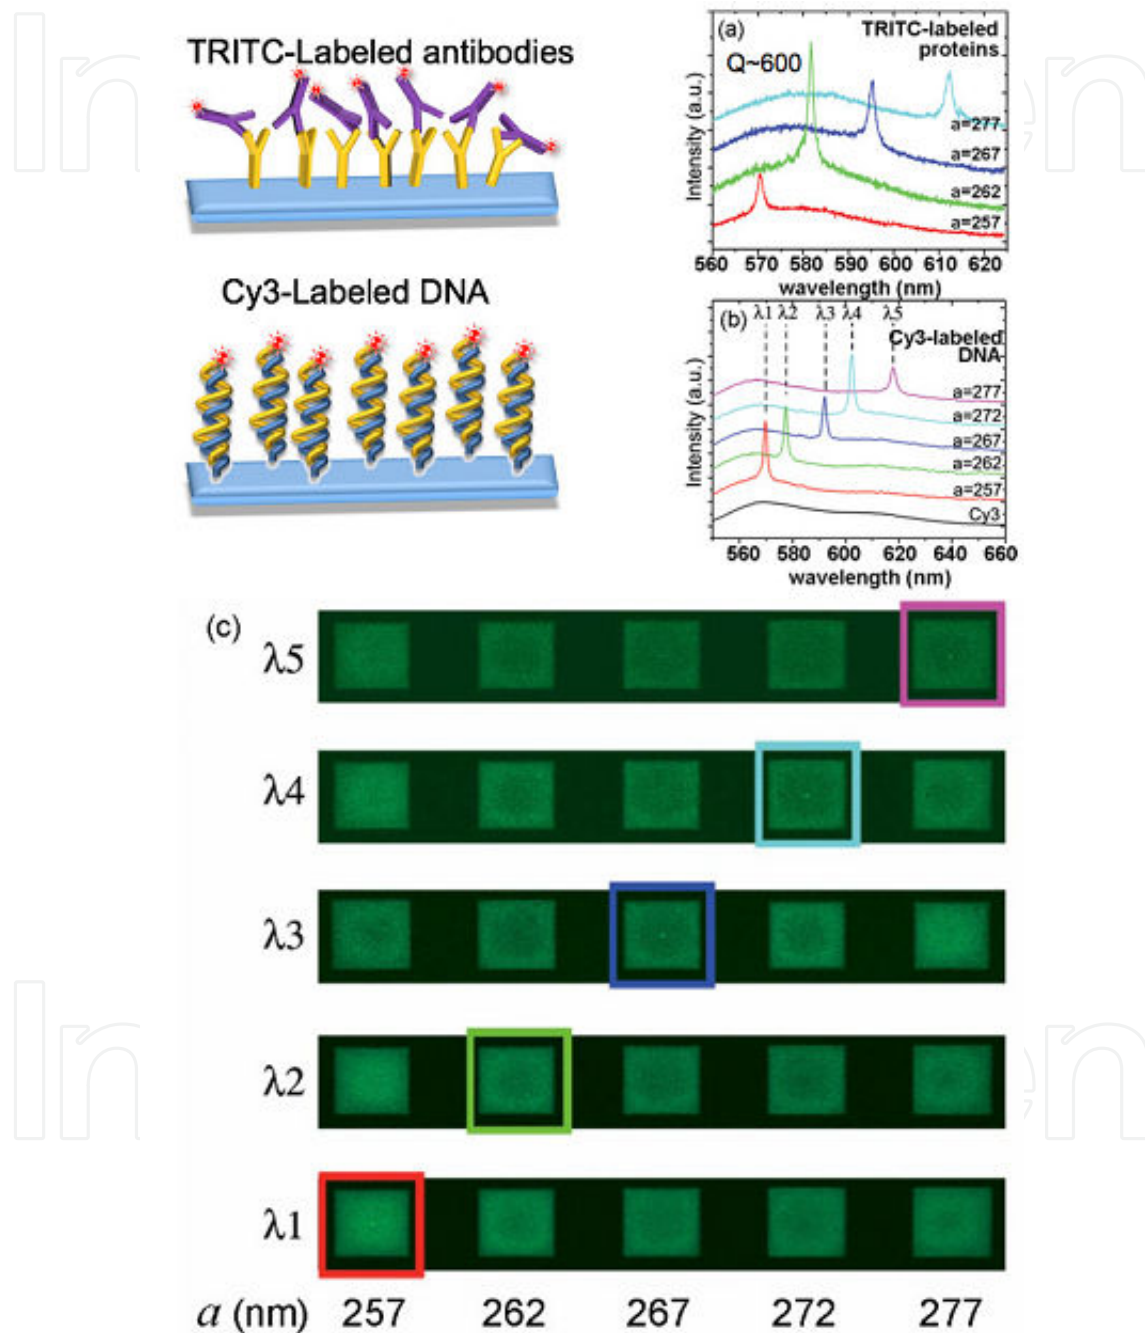 TRITC-Labeled antibodies
Cy3-Labeled DNA
(a)
TRITC-labeled
proteins
Q~600
a=277
a=267
a=262
a=257
Intensity (a.u.)
560 570 580 590 600 610 620
wavelength (nm)
λ1 λ2 λ3 λ4 λ5
(b)
Cy3-labeled
DNA
a=277
a=272
a=267
a=262
a=257
Cy3
Intensity (a.u.)
560 580 600 620 640 660
wavelength (nm)
(c)
λ5
λ4
λ3
λ2
λ1
a (nm) 257 262 267 272 277